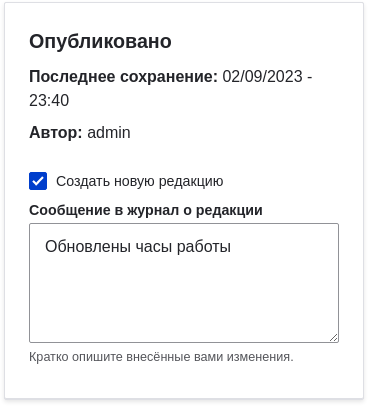 Опубликовано
Последнее сохранение: 02/09/2023 -
23:40
Автор: admin
Создать новую редакцию
Сообщение в журнал о редакции
Обновлены часы работы
Кратко опишите внесённые вами изменения.